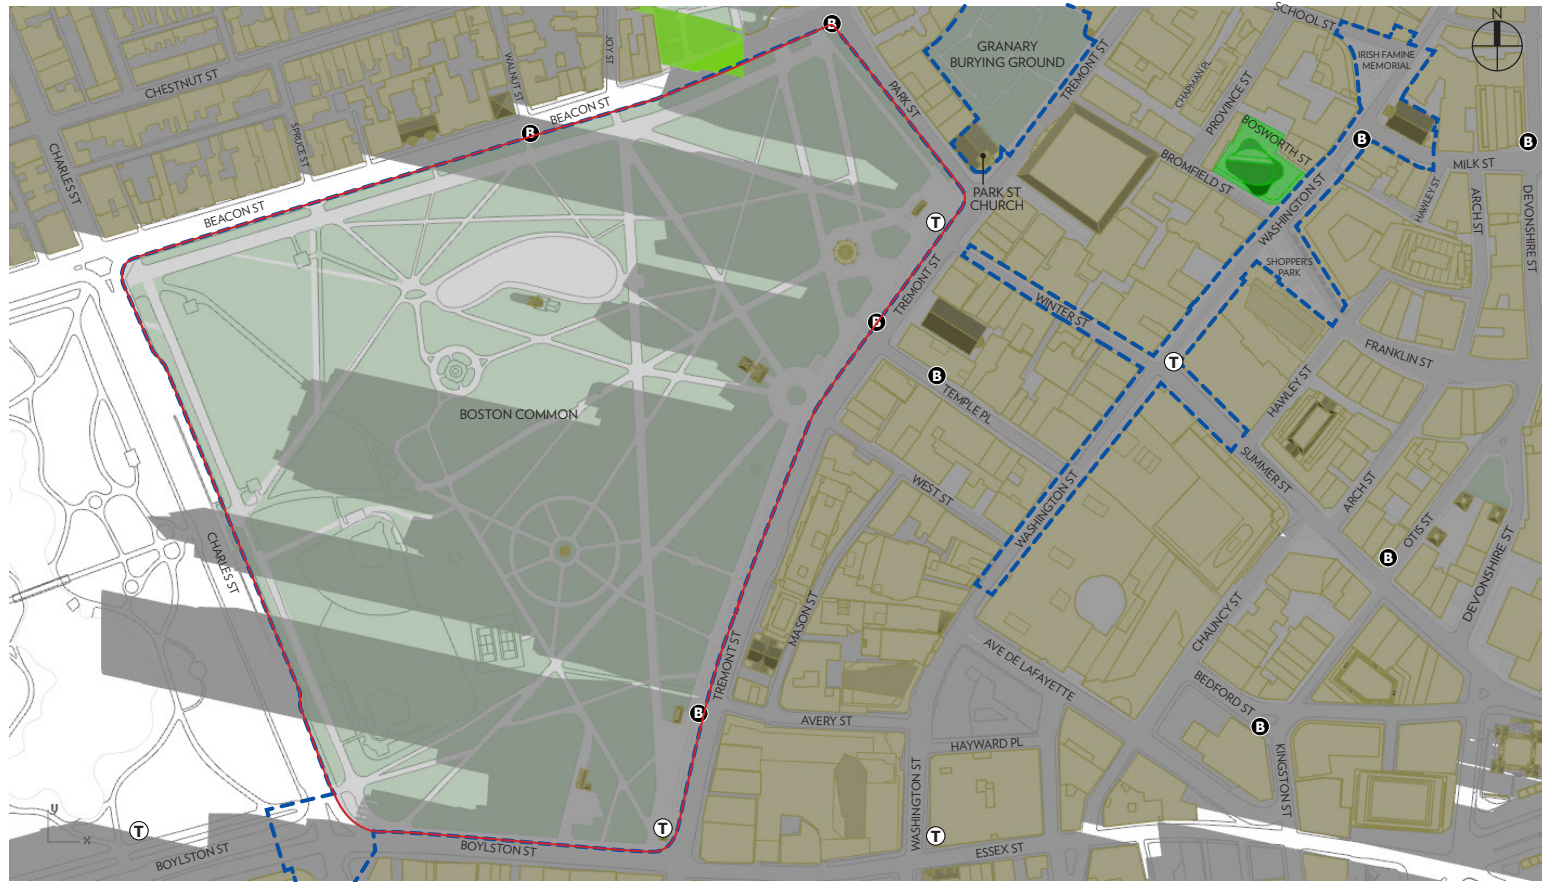 SCHOOL ST
N
B
IRISH FAMINE
MEMORIAL
GRANARY
BURYING GROUND
TREMONT ST
JOY ST
WALNUT ST
CHESTNUT ST
CHAPMAN PL
PROVINCE ST
PARK ST
BEACON ST
B
SPRUCE ST
BOSWORTH ST
B
B
CHARLES ST
MILK ST
BROMFIELD ST
PARK ST
CHURCH
HAWLEY ST
ARCH ST
DEVONSHIRE ST
BEACON ST
T
WASHINGTON ST
SHOPPER'S
PARK
TREMONT ST
WINTER ST
B
FRANKLIN ST
T
B
HAWLEY ST
TEMPLE PL
BOSTON COMMON
SUMMER ST
WEST ST
ARCH ST
WASHINGTON ST
OTIS ST
CHARLES ST
B
DEVONSHIRE ST
MASON ST
CHAUNCY ST
TREMONT ST
AVE DE LAFAYETTE
BEDFORD ST
B
AVERY ST
B
HAYWARD PL
KINGSTON ST
WASHINGTON ST
y
x
T
T
T
BOYLSTON ST
BOYLSTON ST
ESSEX ST